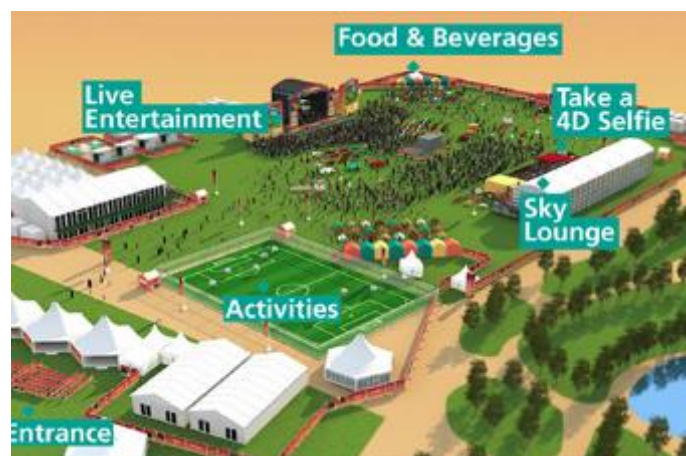 Food & Beverages
Live
Entertainment
Take a
4D Selfie
Sky
Lounge
Activities
Entrance